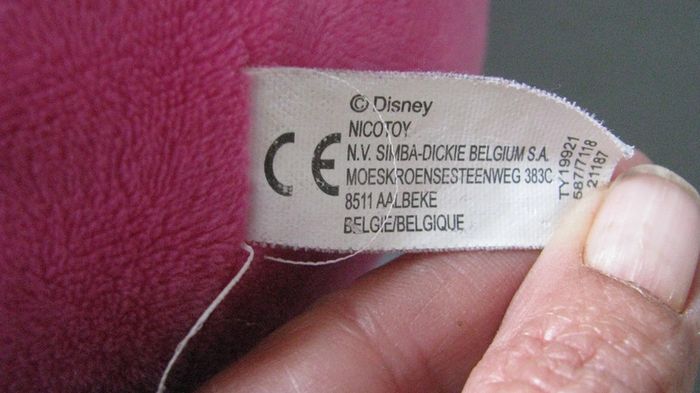 © Disney
NICOTOY
N.V. SIMBA-DICKIE BELGIUM S.A.
MOESKROENSESTEENWEG 383C
8511 AALBEKE
BELGIE/BELGIQUE
CE
TY19921
587/7118
21187